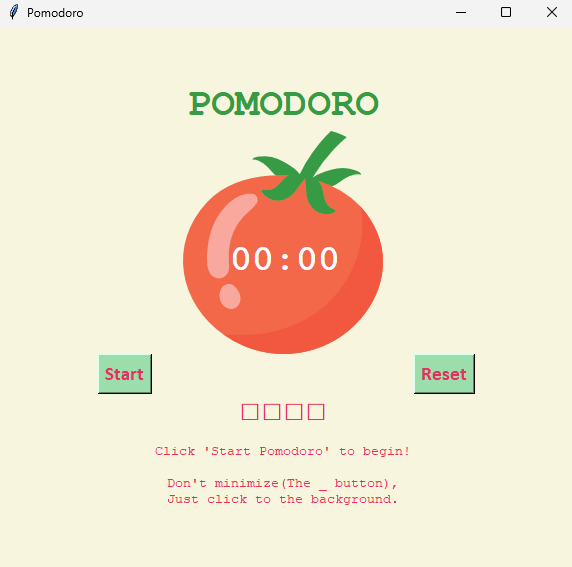 Pomodoro
POMODORO
00:00
Start
Reset
□□□□
Click 'Start Pomodoro' to begin!
Don't minimize(The _ button),
Just click to the background.